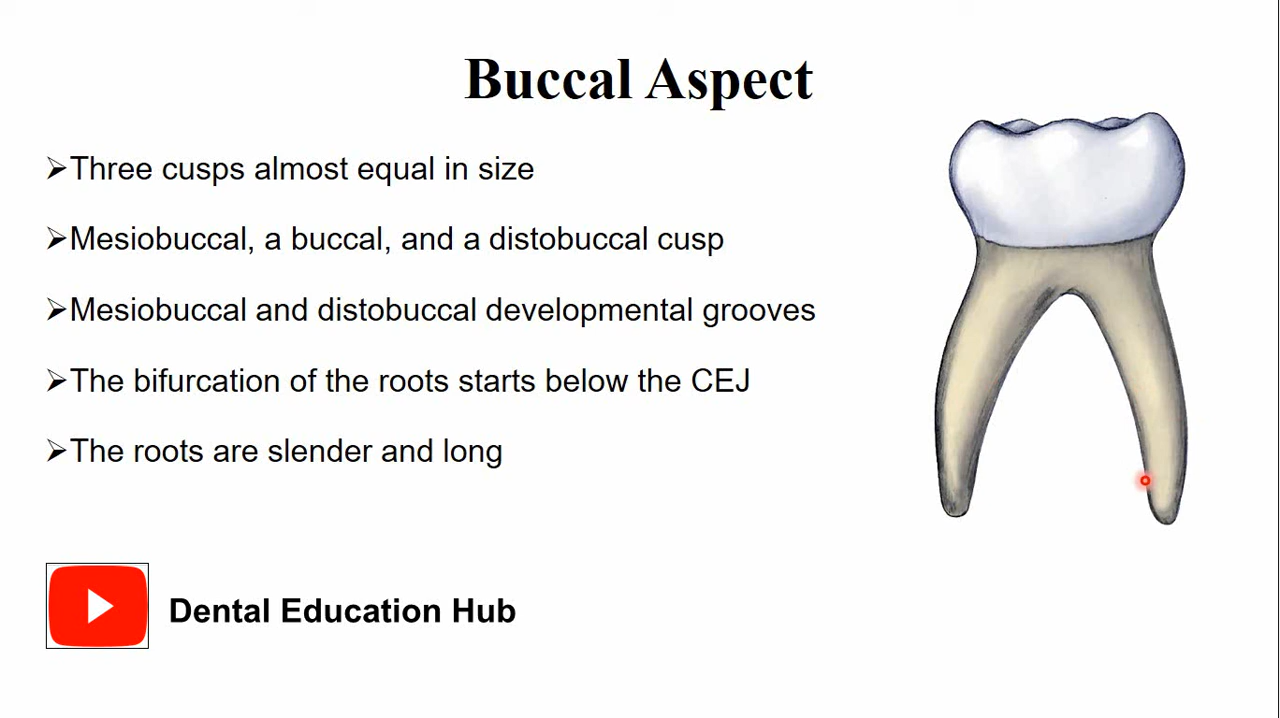 Buccal Aspect
➢Three cusps almost equal in size
➢Mesiobuccal, a buccal, and a distobuccal cusp
➢Mesiobuccal and distobuccal developmental grooves
➢The bifurcation of the roots starts below the CEJ
➢The roots are slender and long
Dental Education Hub